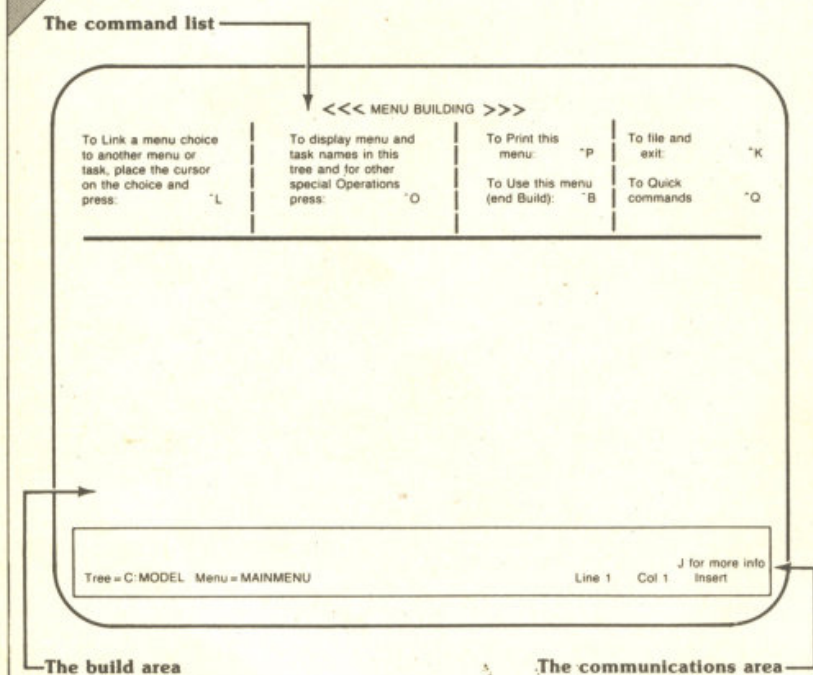 The command list
<<< MENU BUILDING >>>
To Link a menu choice
to another menu or
task, place the cursor
on the choice and
press: ^L
To display menu and
task names in this
tree and for other
special Operations
press: ^O
To Print this
menu: ^P
To Use this menu
(end Build): ^B
To file and
exit: ^K
To Quick
commands ^Q
J for more info
Tree = C:MODEL Menu = MAINMENU Line 1 Col 1 Insert
The build area
The communications area